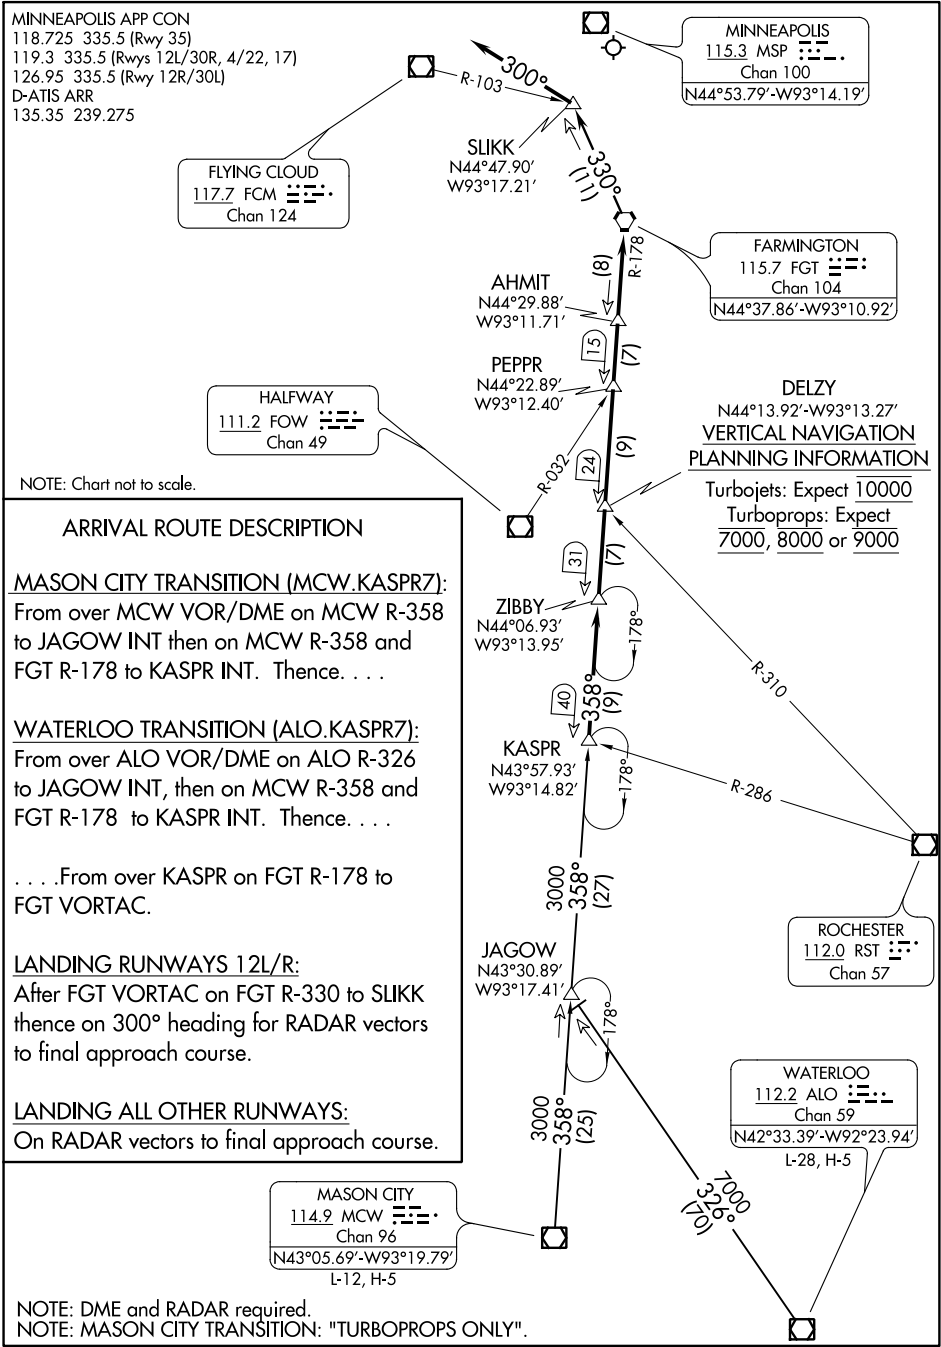 MINNEAPOLIS APP CON
118.725 335.5 (Rwy 35)
119.3 335.5 (Rwys 12L/30R, 4/22, 17)
126.95 335.5 (Rwy 12R/30L)
D-ATIS ARR
135.35 239.275
MINNEAPOLIS
115.3 MSP
Chan 100
N44°53.79′-W93°14.19′
300°
R-103
SLIKK
N44°47.90′
W93°17.21′
330°
(11)
FLYING CLOUD
117.7 FCM
Chan 124
R-178
FARMINGTON
115.7 FGT
Chan 104
N44°37.86′-W93°10.92′
(8)
AHMIT
N44°29.88′
W93°11.71′
15
(7)
PEPPR
N44°22.89′
W93°12.40′
HALFWAY
111.2 FOW
Chan 49
R-032
24
(9)
DELZY
N44°13.92′-W93°13.27′
VERTICAL NAVIGATION
PLANNING INFORMATION
Turbojets: Expect 10000
Turboprops: Expect
7000, 8000 or 9000
NOTE: Chart not to scale.
31
(7)
ZIBBY
N44°06.93′
W93°13.95′
178°
R-310
40
358°
(9)
KASPR
N43°57.93′
W93°14.82′
178°
R-286
ARRIVAL ROUTE DESCRIPTION
MASON CITY TRANSITION (MCW.KASPR7):
From over MCW VOR/DME on MCW R-358
to JAGOW INT then on MCW R-358 and
FGT R-178 to KASPR INT. Thence. . . .
WATERLOO TRANSITION (ALO.KASPR7):
From over ALO VOR/DME on ALO R-326
to JAGOW INT, then on MCW R-358 and
FGT R-178 to KASPR INT. Thence. . . .
. . . .From over KASPR on FGT R-178 to
FGT VORTAC.
LANDING RUNWAYS 12L/R:
After FGT VORTAC on FGT R-330 to SLIKK
thence on 300° heading for RADAR vectors
to final approach course.
LANDING ALL OTHER RUNWAYS:
On RADAR vectors to final approach course.
3000
358°
(27)
ROCHESTER
112.0 RST
Chan 57
JAGOW
N43°30.89′
W93°17.41′
178°
3000
358°
(25)
WATERLOO
112.2 ALO
Chan 59
N42°33.39′-W92°23.94′
L-28, H-5
7000
326°
(70)
MASON CITY
114.9 MCW
Chan 96
N43°05.69′-W93°19.79′
L-12, H-5
NOTE: DME and RADAR required.
NOTE: MASON CITY TRANSITION: "TURBOPROPS ONLY".